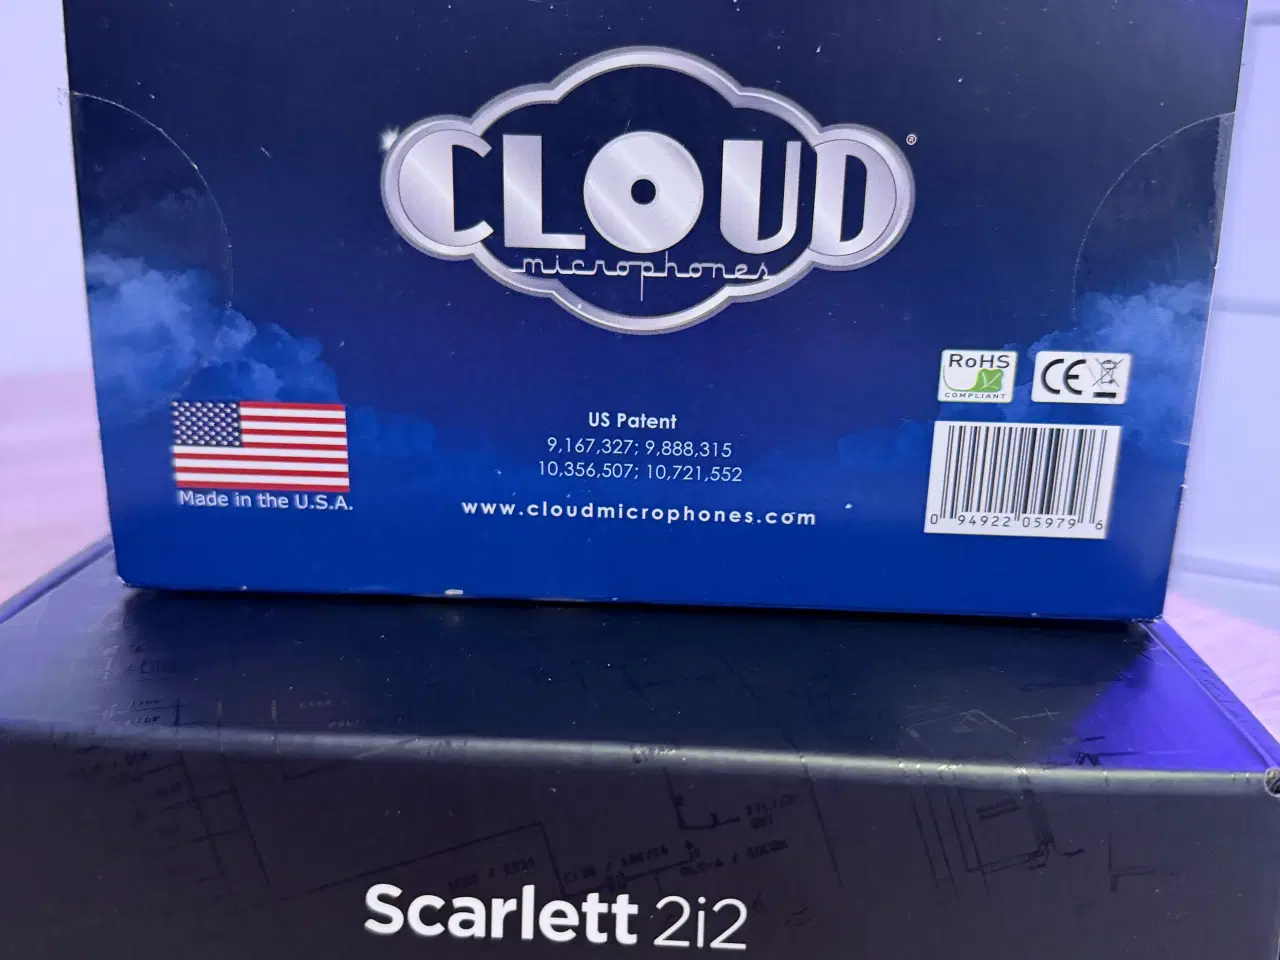 CLOUD®
microphones
RoHS
COMPLIANT
CE
US Patent
9,167,327; 9,888,315
10,356,507; 10,721,552
Made in the U.S.A.
www.cloudmicrophones.com
0 94922 05979 6
Scarlett 2i2